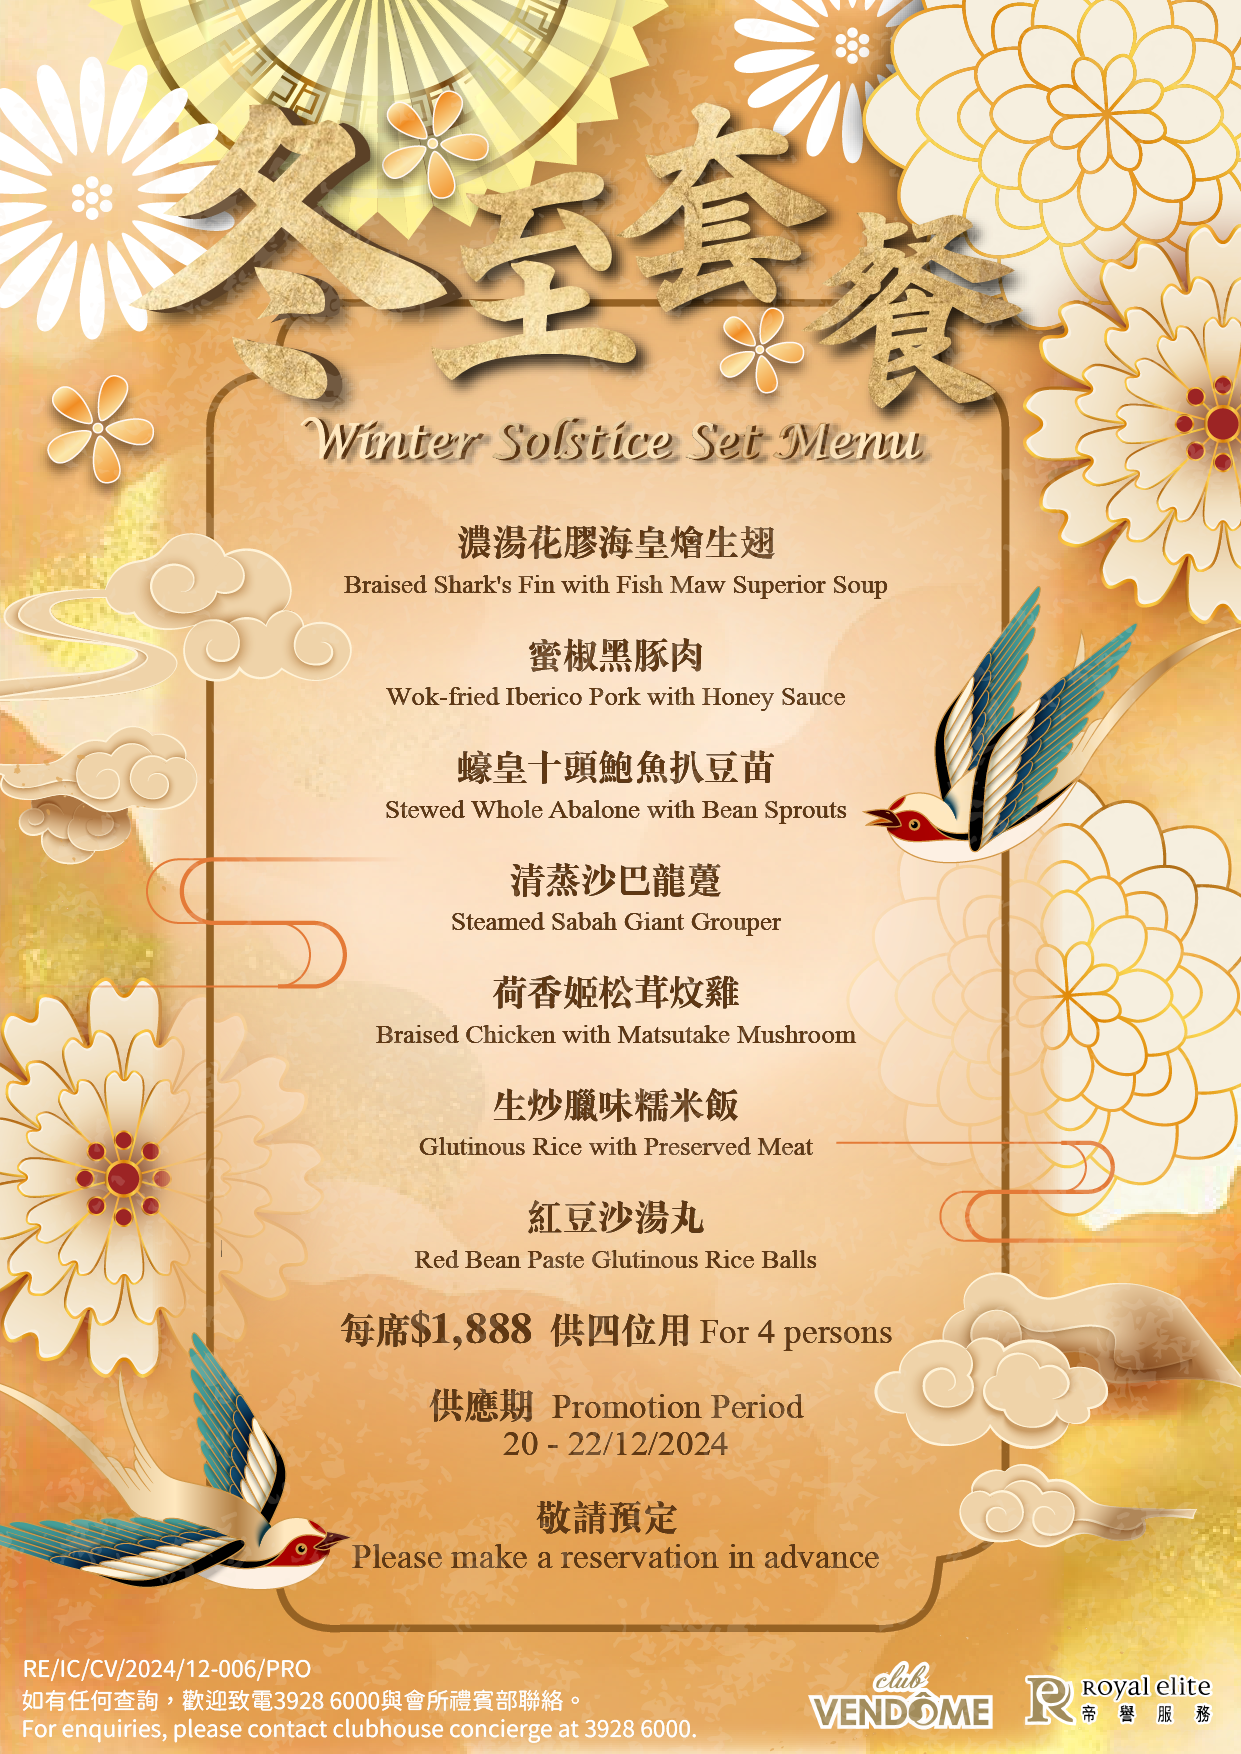 冬至套餐
Winter Solstice Set Menu
濃湯花膠海皇燴生翅
Braised Shark's Fin with Fish Maw Superior Soup
蜜椒黑豚肉
Wok-fried Iberico Pork with Honey Sauce
蠔皇十頭鮑魚扒豆苗
Stewed Whole Abalone with Bean Sprouts
清蒸沙巴龍躉
Steamed Sabah Giant Grouper
荷香姬松茸炆雞
Braised Chicken with Matsutake Mushroom
生炒臘味糯米飯
Glutinous Rice with Preserved Meat
紅豆沙湯丸
Red Bean Paste Glutinous Rice Balls
每席$1,888 供四位用 For 4 persons
供應期 Promotion Period
20 - 22/12/2024
敬請預定
Please make a reservation in advance
RE/IC/CV/2024/12-006/PRO
如有任何查詢，歡迎致電3928 6000與會所禮賓部聯絡。
For enquiries, please contact clubhouse concierge at 3928 6000.
club
VENDÔME
Royal elite
帝譽服務